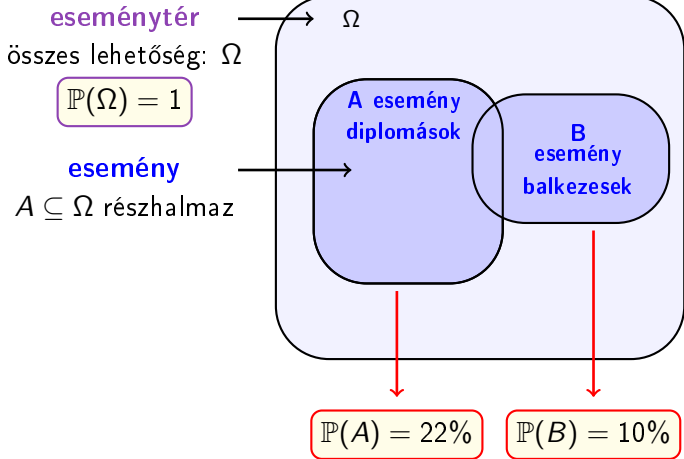 eseménytér
összes lehetőség: Ω
ℙ(Ω) = 1
esemény
A ⊆ Ω részhalmaz
Ω
A esemény
diplomások
B
esemény
balkezesek
ℙ(A) = 22%
ℙ(B) = 10%